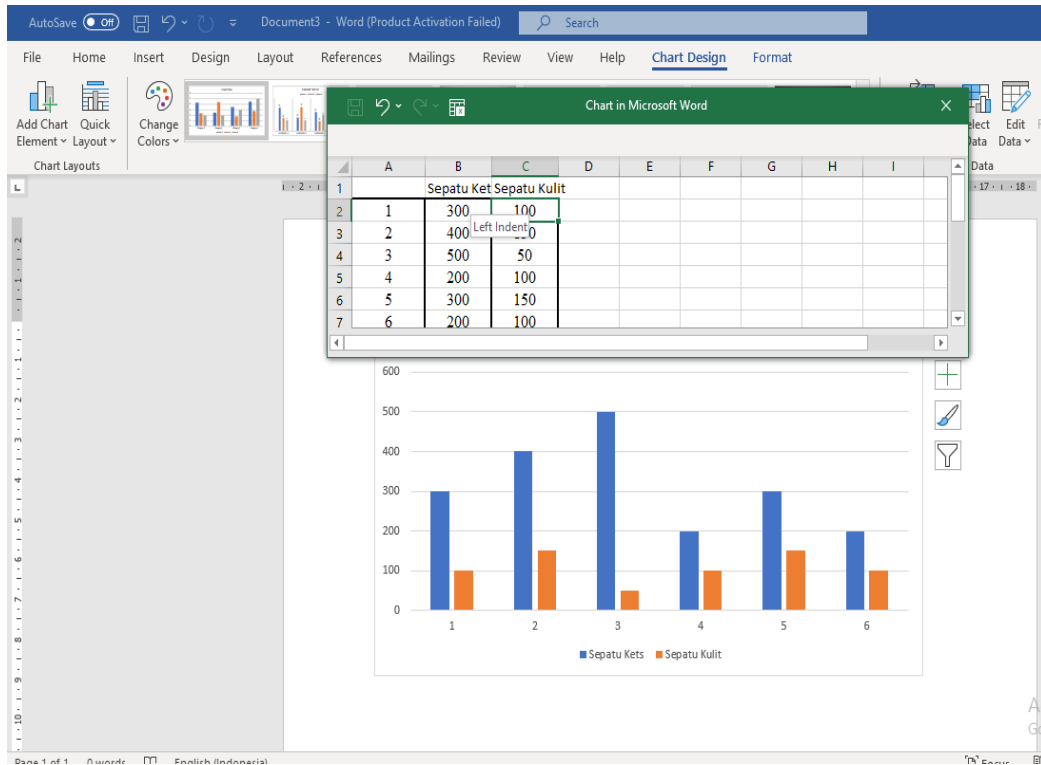 AutoSave Off Document3 - Word (Product Activation Failed) Search
File Home Insert Design Layout References Mailings Review View Help Chart Design Format
Add Chart Element Quick Layout Change Colors
Edit Data
Chart Layouts
Data
Chart in Microsoft Word
A B C D E F G H I
1 Sepatu Ket Sepatu Kulit
2 1 300 100
Left Indent
3 2 400
4 3 500 50
5 4 200 100
6 5 300 150
7 6 200 100
600
500
400
300
200
100
0
1 2 3 4 5 6
Sepatu Kets Sepatu Kulit
Page 1 of 1 0 words English (Indonesia) Focus